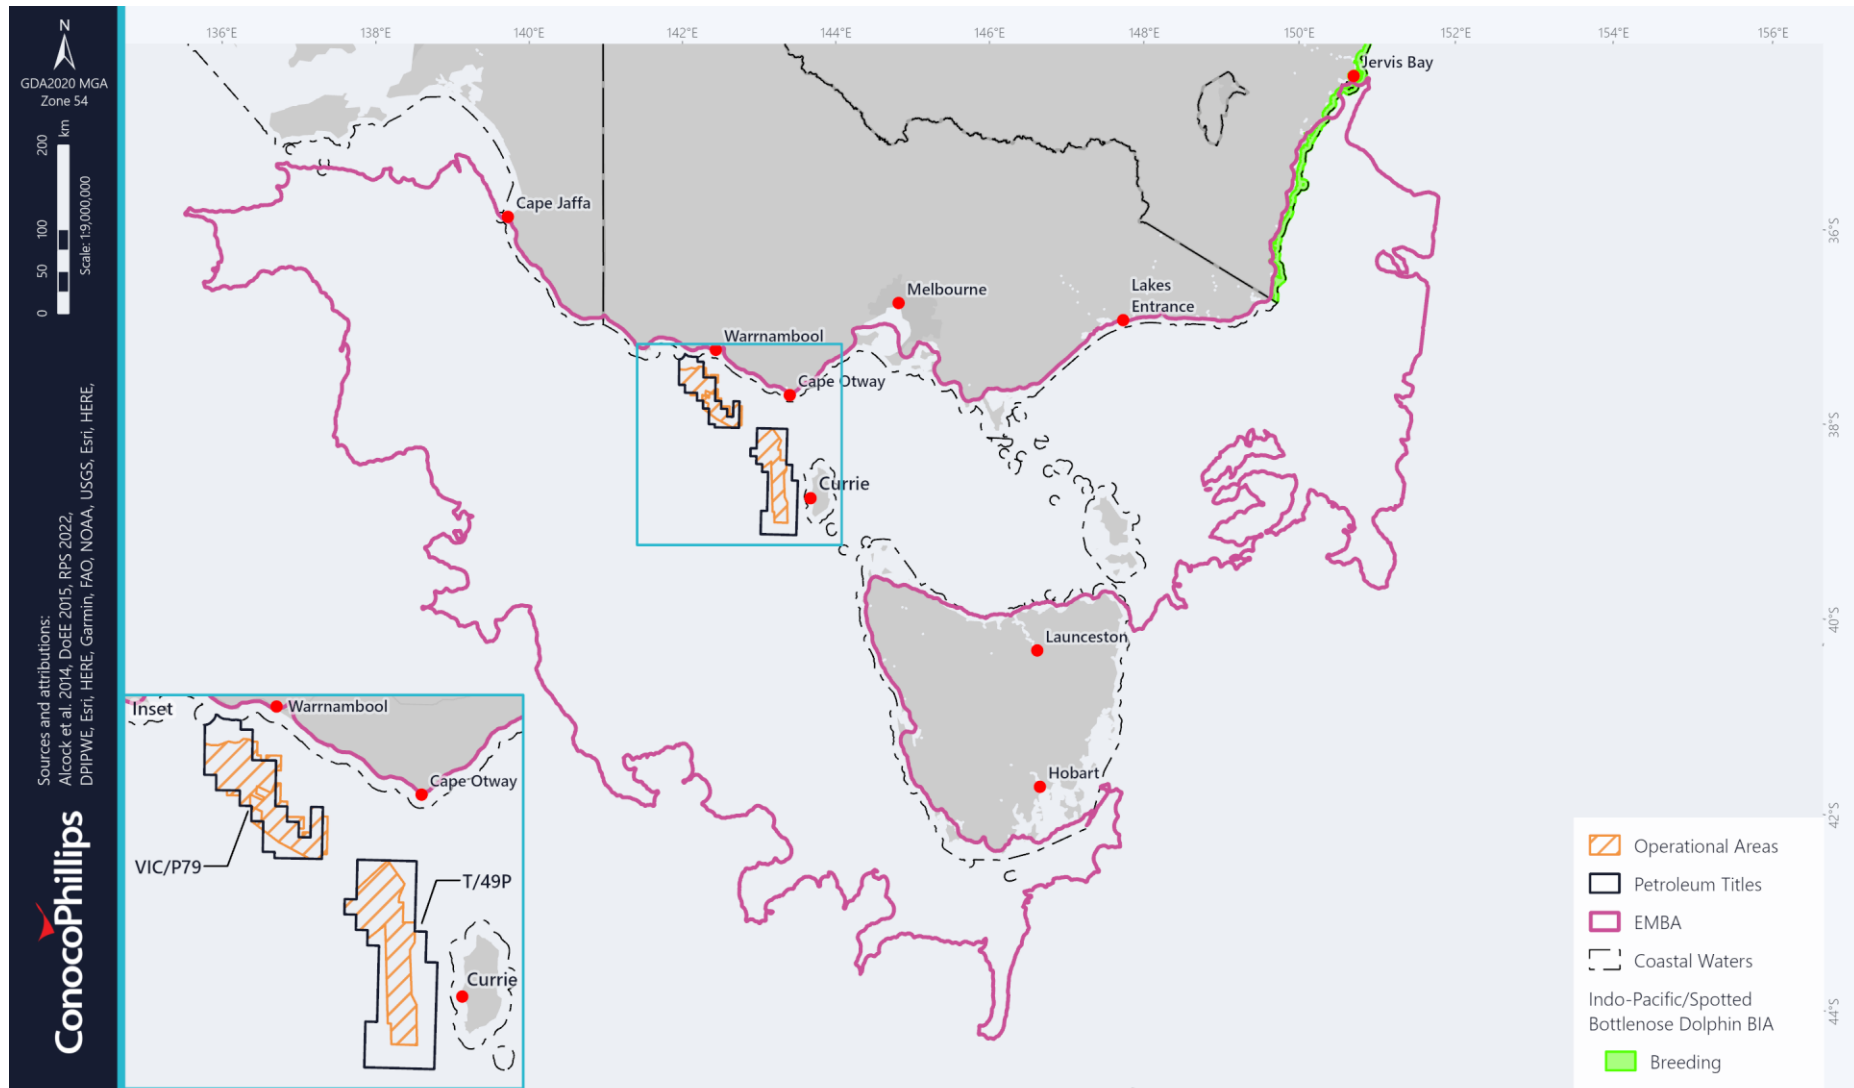 N
GDA2020 MGA
Zone 54
0 50 100 200
km
Scale: 1:9,000,000
Sources and attributions:
Alcock et al. 2014, DoEE 2015, RPS 2022,
DPIPWE, Esri, HERE, Garmin, FAO, NOAA, USGS, Esri, HERE,
ConocoPhillips
136°E 138°E 140°E 142°E 144°E 146°E 148°E 150°E 152°E 154°E 156°E
36°S
38°S
40°S
42°S
44°S
Jervis Bay
Cape Jaffa
Melbourne
Lakes
Entrance
Warrnambool
Cape Otway
Currie
Launceston
Hobart
Inset
Warrnambool
Cape Otway
VIC/P79
T/49P
Currie
Operational Areas
Petroleum Titles
EMBA
Coastal Waters
Indo-Pacific/Spotted
Bottlenose Dolphin BIA
Breeding